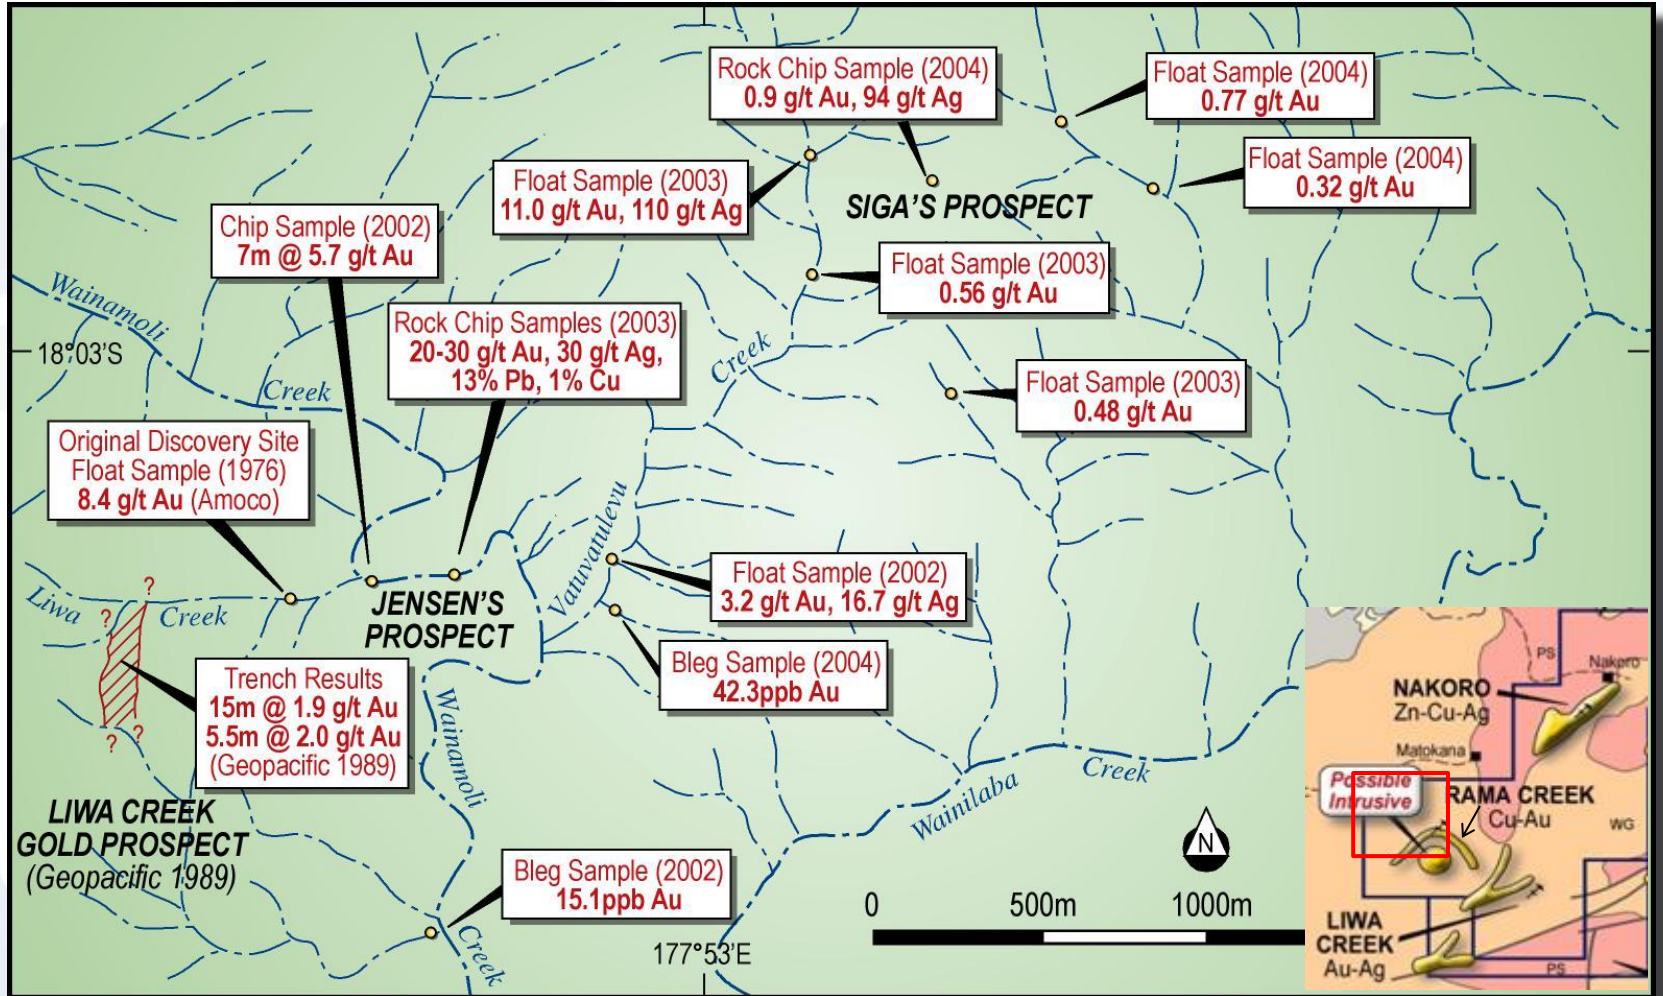 Rock Chip Sample (2004)
0.9 g/t Au, 94 g/t Ag
Float Sample (2004)
0.77 g/t Au
Float Sample (2004)
0.32 g/t Au
Float Sample (2003)
11.0 g/t Au, 110 g/t Ag
SIGA'S PROSPECT
Chip Sample (2002)
7m @ 5.7 g/t Au
Float Sample (2003)
0.56 g/t Au
Wainamoli
Creek
18°03'S
Rock Chip Samples (2003)
20-30 g/t Au, 30 g/t Ag,
13% Pb, 1% Cu
Creek
Float Sample (2003)
0.48 g/t Au
Original Discovery Site
Float Sample (1976)
8.4 g/t Au (Amoco)
Vatuvatulevu
Float Sample (2002)
3.2 g/t Au, 16.7 g/t Ag
Liwa
Creek
?
?
?
?
JENSEN'S
PROSPECT
Bleg Sample (2004)
42.3ppb Au
Trench Results
15m @ 1.9 g/t Au
5.5m @ 2.0 g/t Au
(Geopacific 1989)
Wainamoli
Creek
LIWA CREEK
GOLD PROSPECT
(Geopacific 1989)
Wainilaba
Creek
Bleg Sample (2002)
15.1ppb Au
N
0
500m
1000m
177°53'E
PS
Nakoro
NAKORO
Zn-Cu-Ag
Matokana
Possible
Intrusive
RAMA CREEK
Cu-Au
WG
LIWA
CREEK
Au-Ag
PS